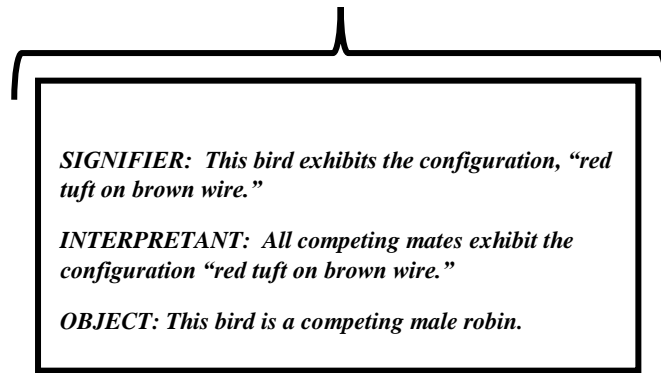 SIGNIFIER: This bird exhibits the configuration, “red
tuft on brown wire.”
INTERPRETANT: All competing mates exhibit the
configuration “red tuft on brown wire.”
OBJECT: This bird is a competing male robin.